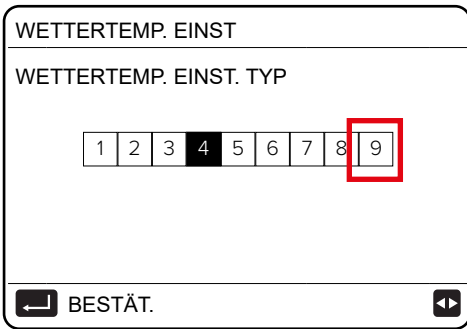 WETTERTEMP. EINST
WETTERTEMP. EINST. TYP
1 2 3 4 5 6 7 8 9
BESTÄT.